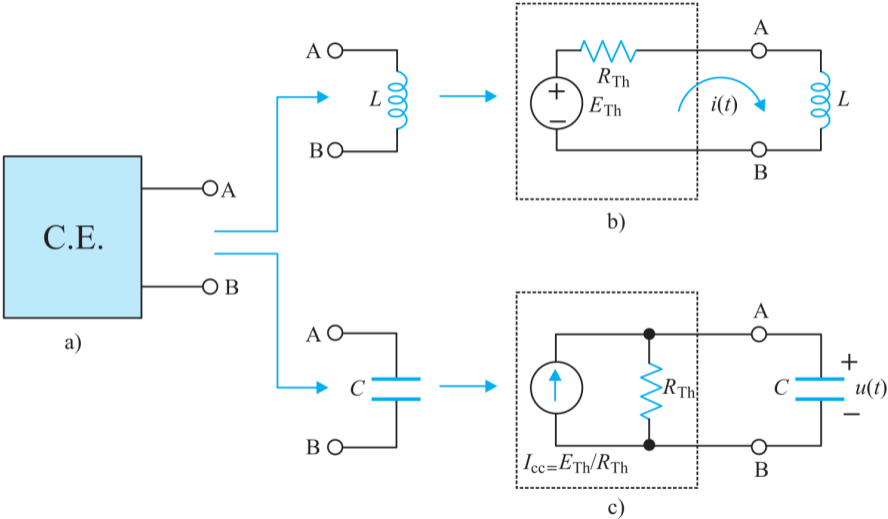 C.E.
A
B
a)
A
L
B
A
C
B
R_Th
+
−
E_Th
i(t)
A
L
B
b)
R_Th
I_cc=E_Th/R_Th
A
C
+
u(t)
−
B
c)